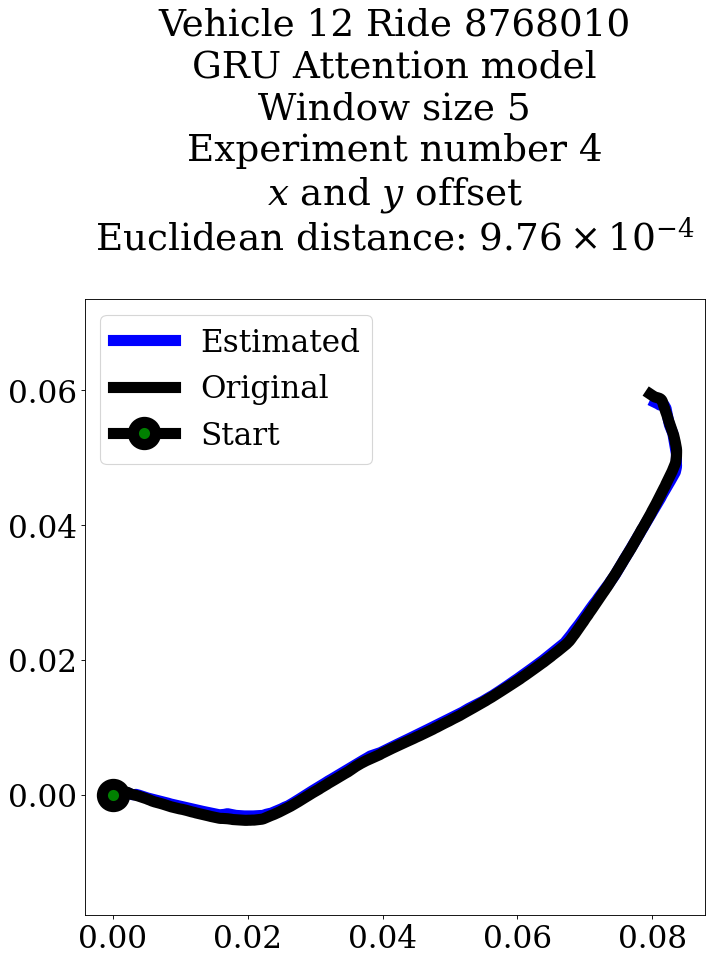 Vehicle 12 Ride 8768010
GRU Attention model
Window size 5
Experiment number 4
x and y offset
Euclidean distance: 9.76 × 10⁻⁴
Estimated
Original
Start
0.06
0.04
0.02
0.00
0.00 0.02 0.04 0.06 0.08